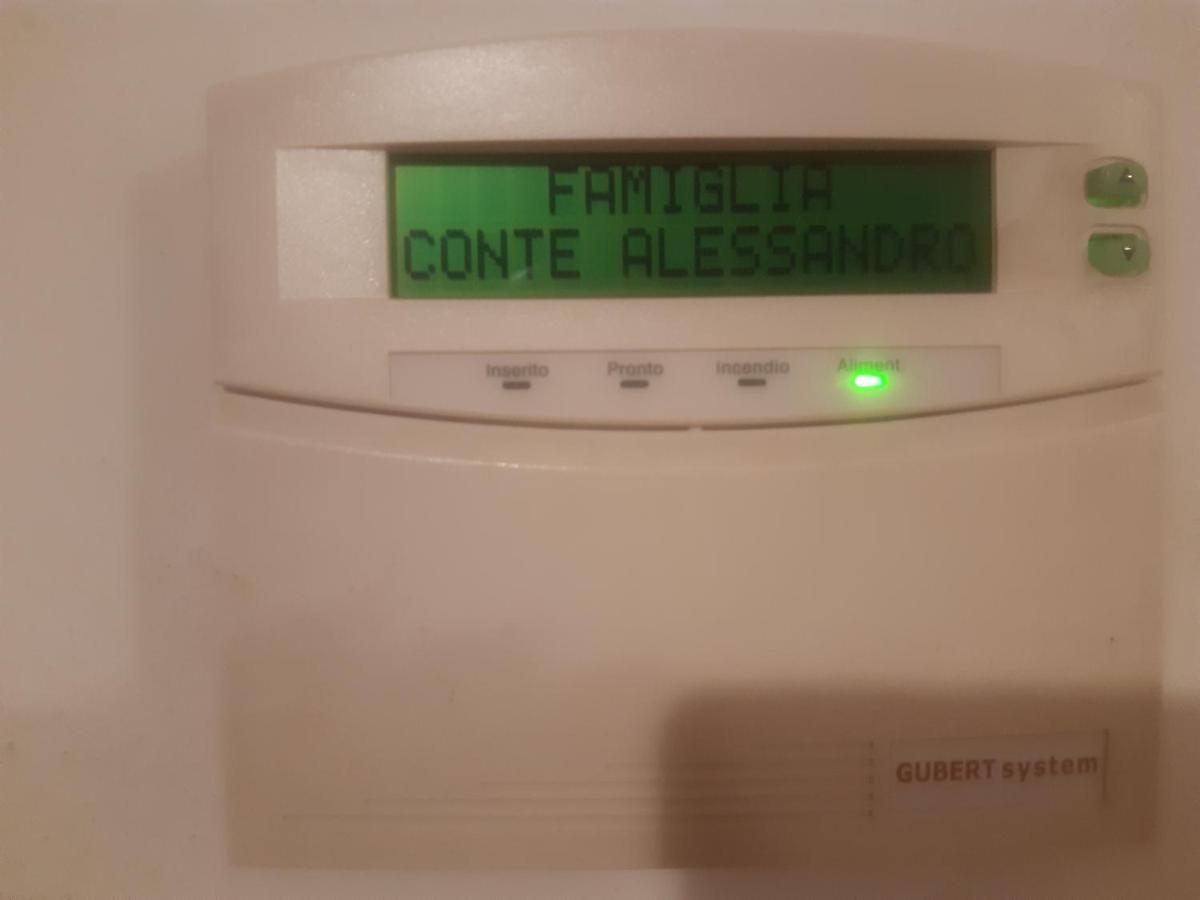 FAMIGLIA
CONTE ALESSANDRO
Inserito Pronto incendio Aliment
GUBERT system